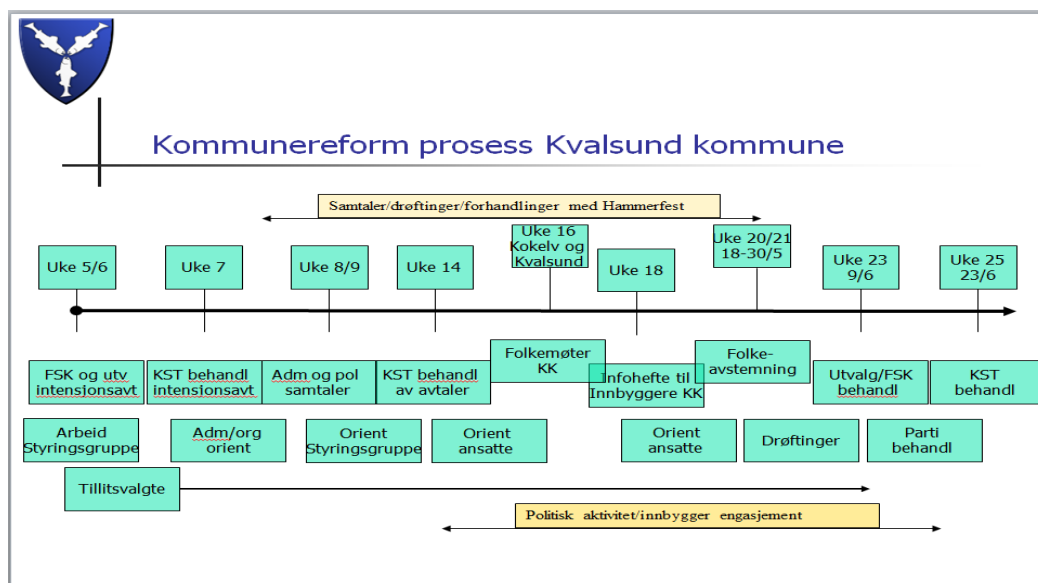 Kommunereform prosess Kvalsund kommune
Samtaler/drøftinger/forhandlinger med Hammerfest
Uke 5/6
Uke 7
Uke 8/9
Uke 14
Uke 16
Kokelv og
Kvalsund
Uke 18
Uke 20/21
18-30/5
Uke 23
9/6
Uke 25
23/6
FSK og utv
intensjonsavt
KST behandl
intensjonsavt
Adm og pol
samtaler
KST behandl
av avtaler
Folkemøter
KK
Infohefte til
Innbyggere KK
Folke-
avstemning
Utvalg/FSK
behandl
KST
behandl
Arbeid
Styringsgruppe
Adm/org
orient
Orient
Styringsgruppe
Orient
ansatte
Orient
ansatte
Drøftinger
Parti
behandl
Tillitsvalgte
Politisk aktivitet/innbygger engasjement